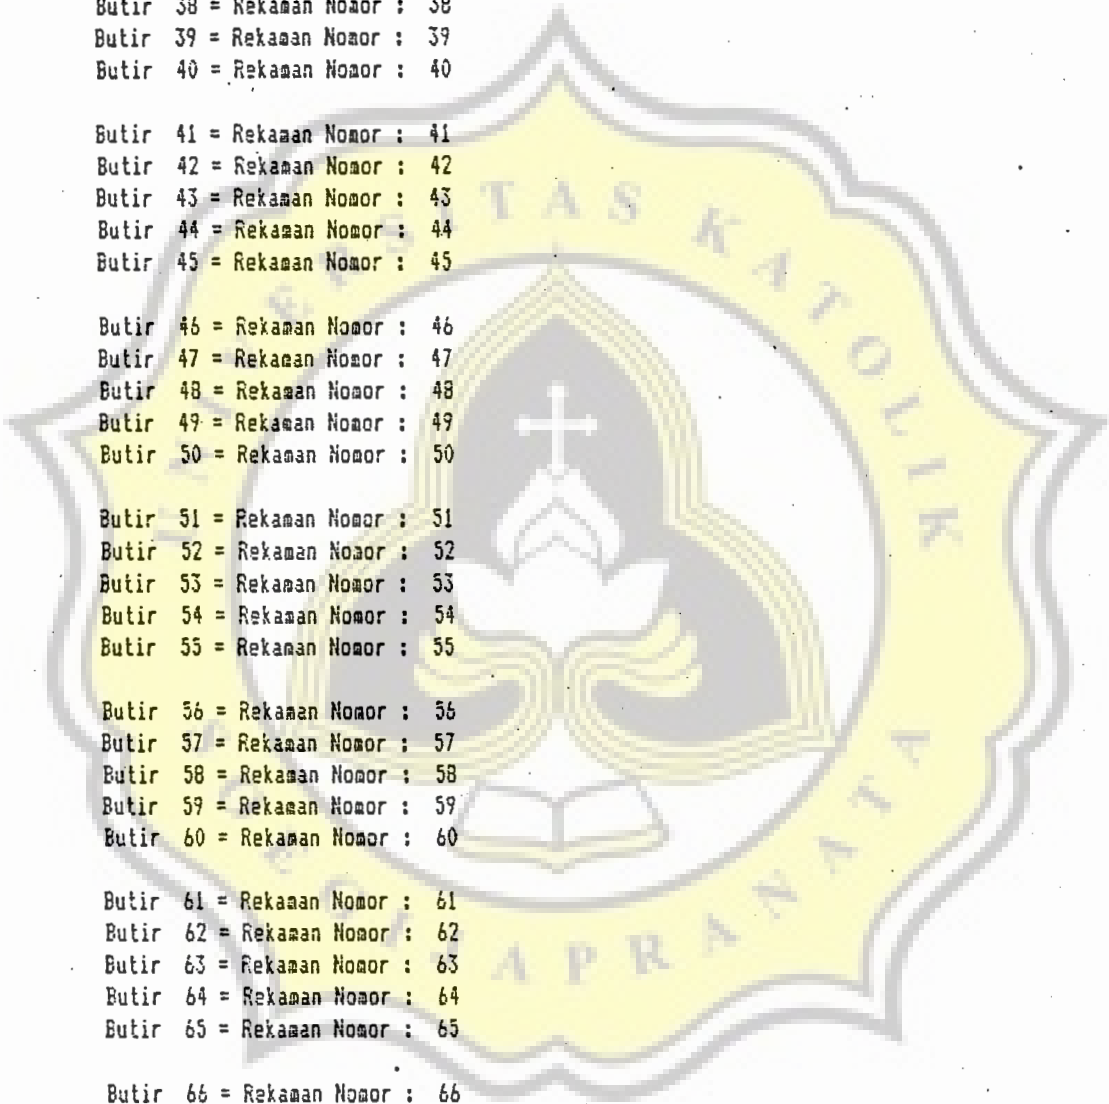 Butir 38 = Rekaman Nomor : 38
Butir 39 = Rekaman Nomor : 39
Butir 40 = Rekaman Nomor : 40
Butir 41 = Rekaman Nomor : 41
Butir 42 = Rekaman Nomor : 42
Butir 43 = Rekaman Nomor : 43
Butir 44 = Rekaman Nomor : 44
Butir 45 = Rekaman Nomor : 45
Butir 46 = Rekaman Nomor : 46
Butir 47 = Rekaman Nomor : 47
Butir 48 = Rekaman Nomor : 48
Butir 49 = Rekaman Nomor : 49
Butir 50 = Rekaman Nomor : 50
Butir 51 = Rekaman Nomor : 51
Butir 52 = Rekaman Nomor : 52
Butir 53 = Rekaman Nomor : 53
Butir 54 = Rekaman Nomor : 54
Butir 55 = Rekaman Nomor : 55
Butir 56 = Rekaman Nomor : 56
Butir 57 = Rekaman Nomor : 57
Butir 58 = Rekaman Nomor : 58
Butir 59 = Rekaman Nomor : 59
Butir 60 = Rekaman Nomor : 60
Butir 61 = Rekaman Nomor : 61
Butir 62 = Rekaman Nomor : 62
Butir 63 = Rekaman Nomor : 63
Butir 64 = Rekaman Nomor : 64
Butir 65 = Rekaman Nomor : 65
Butir 66 = Rekaman Nomor : 66
UNIVERSITAS KATOLIK
SOEGIJAPRANATA